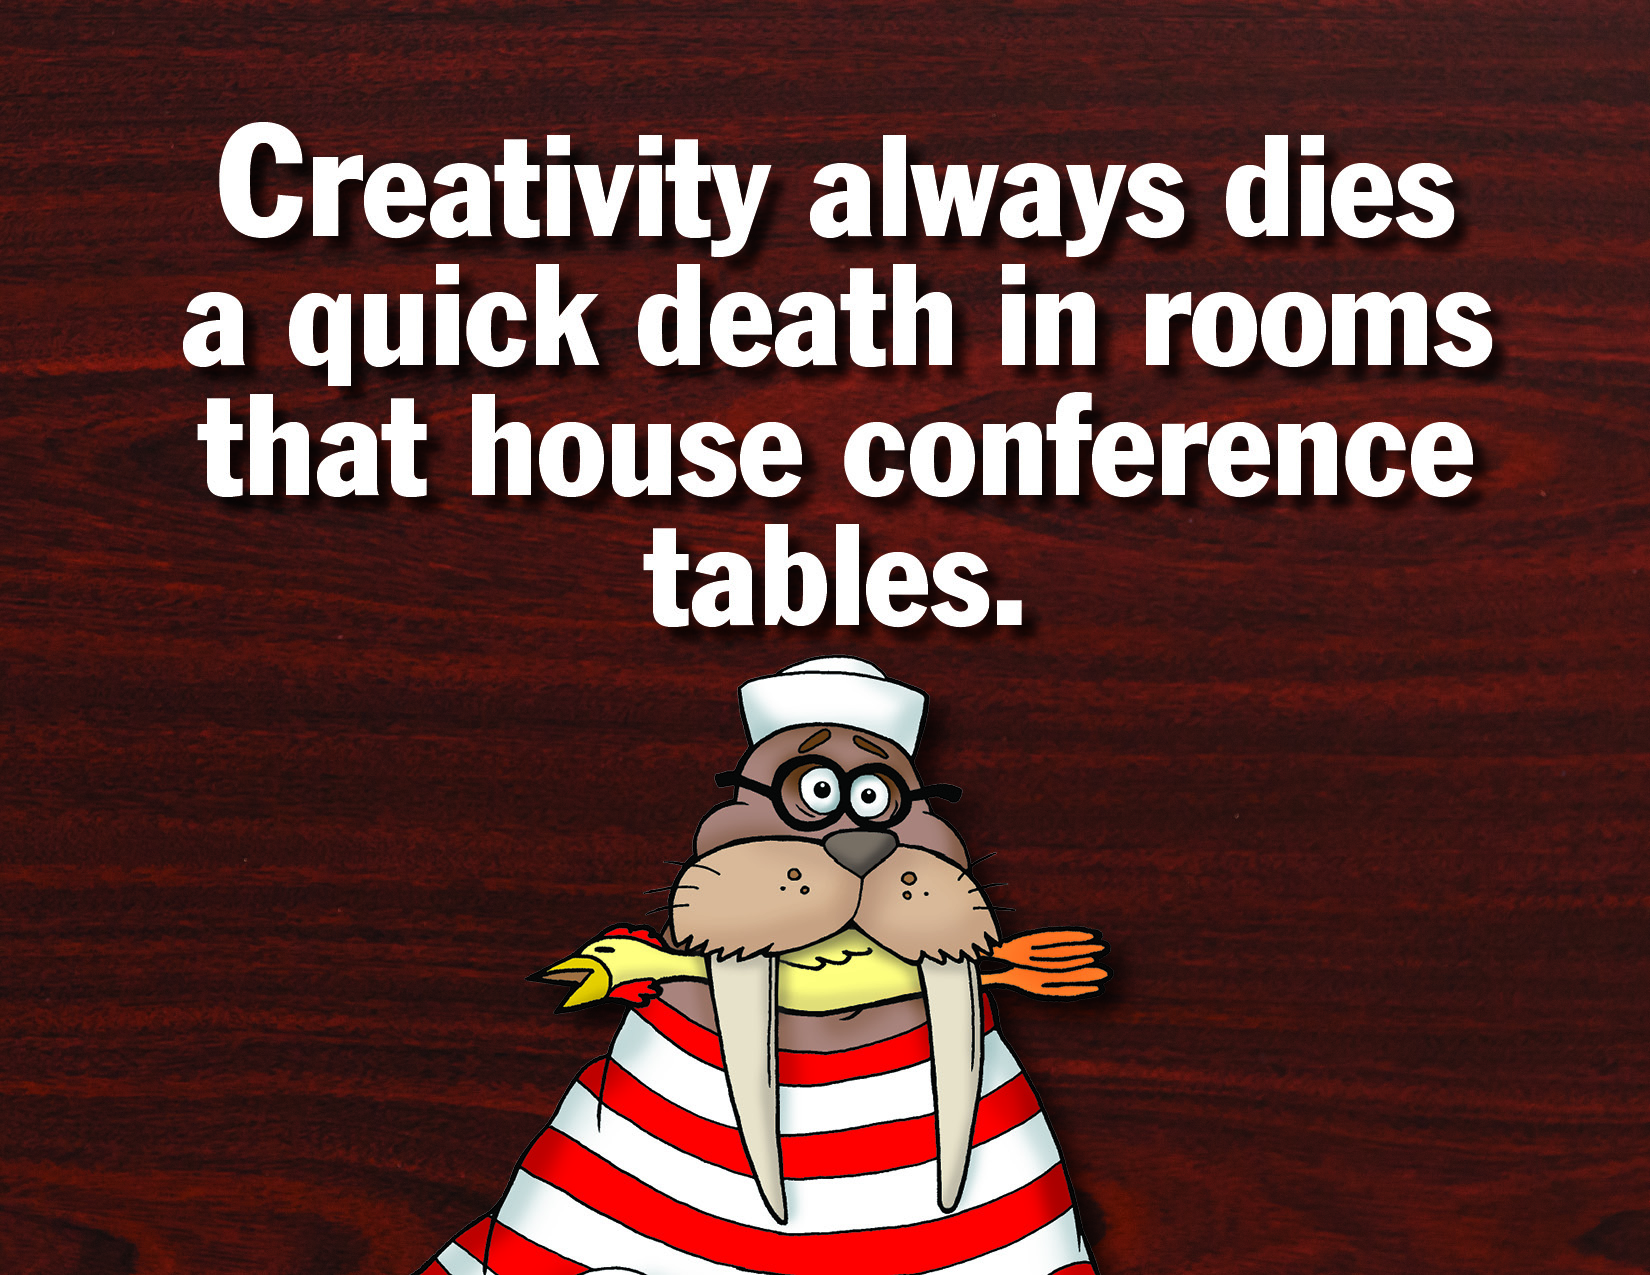 Creativity always dies
a quick death in rooms
that house conference
tables.